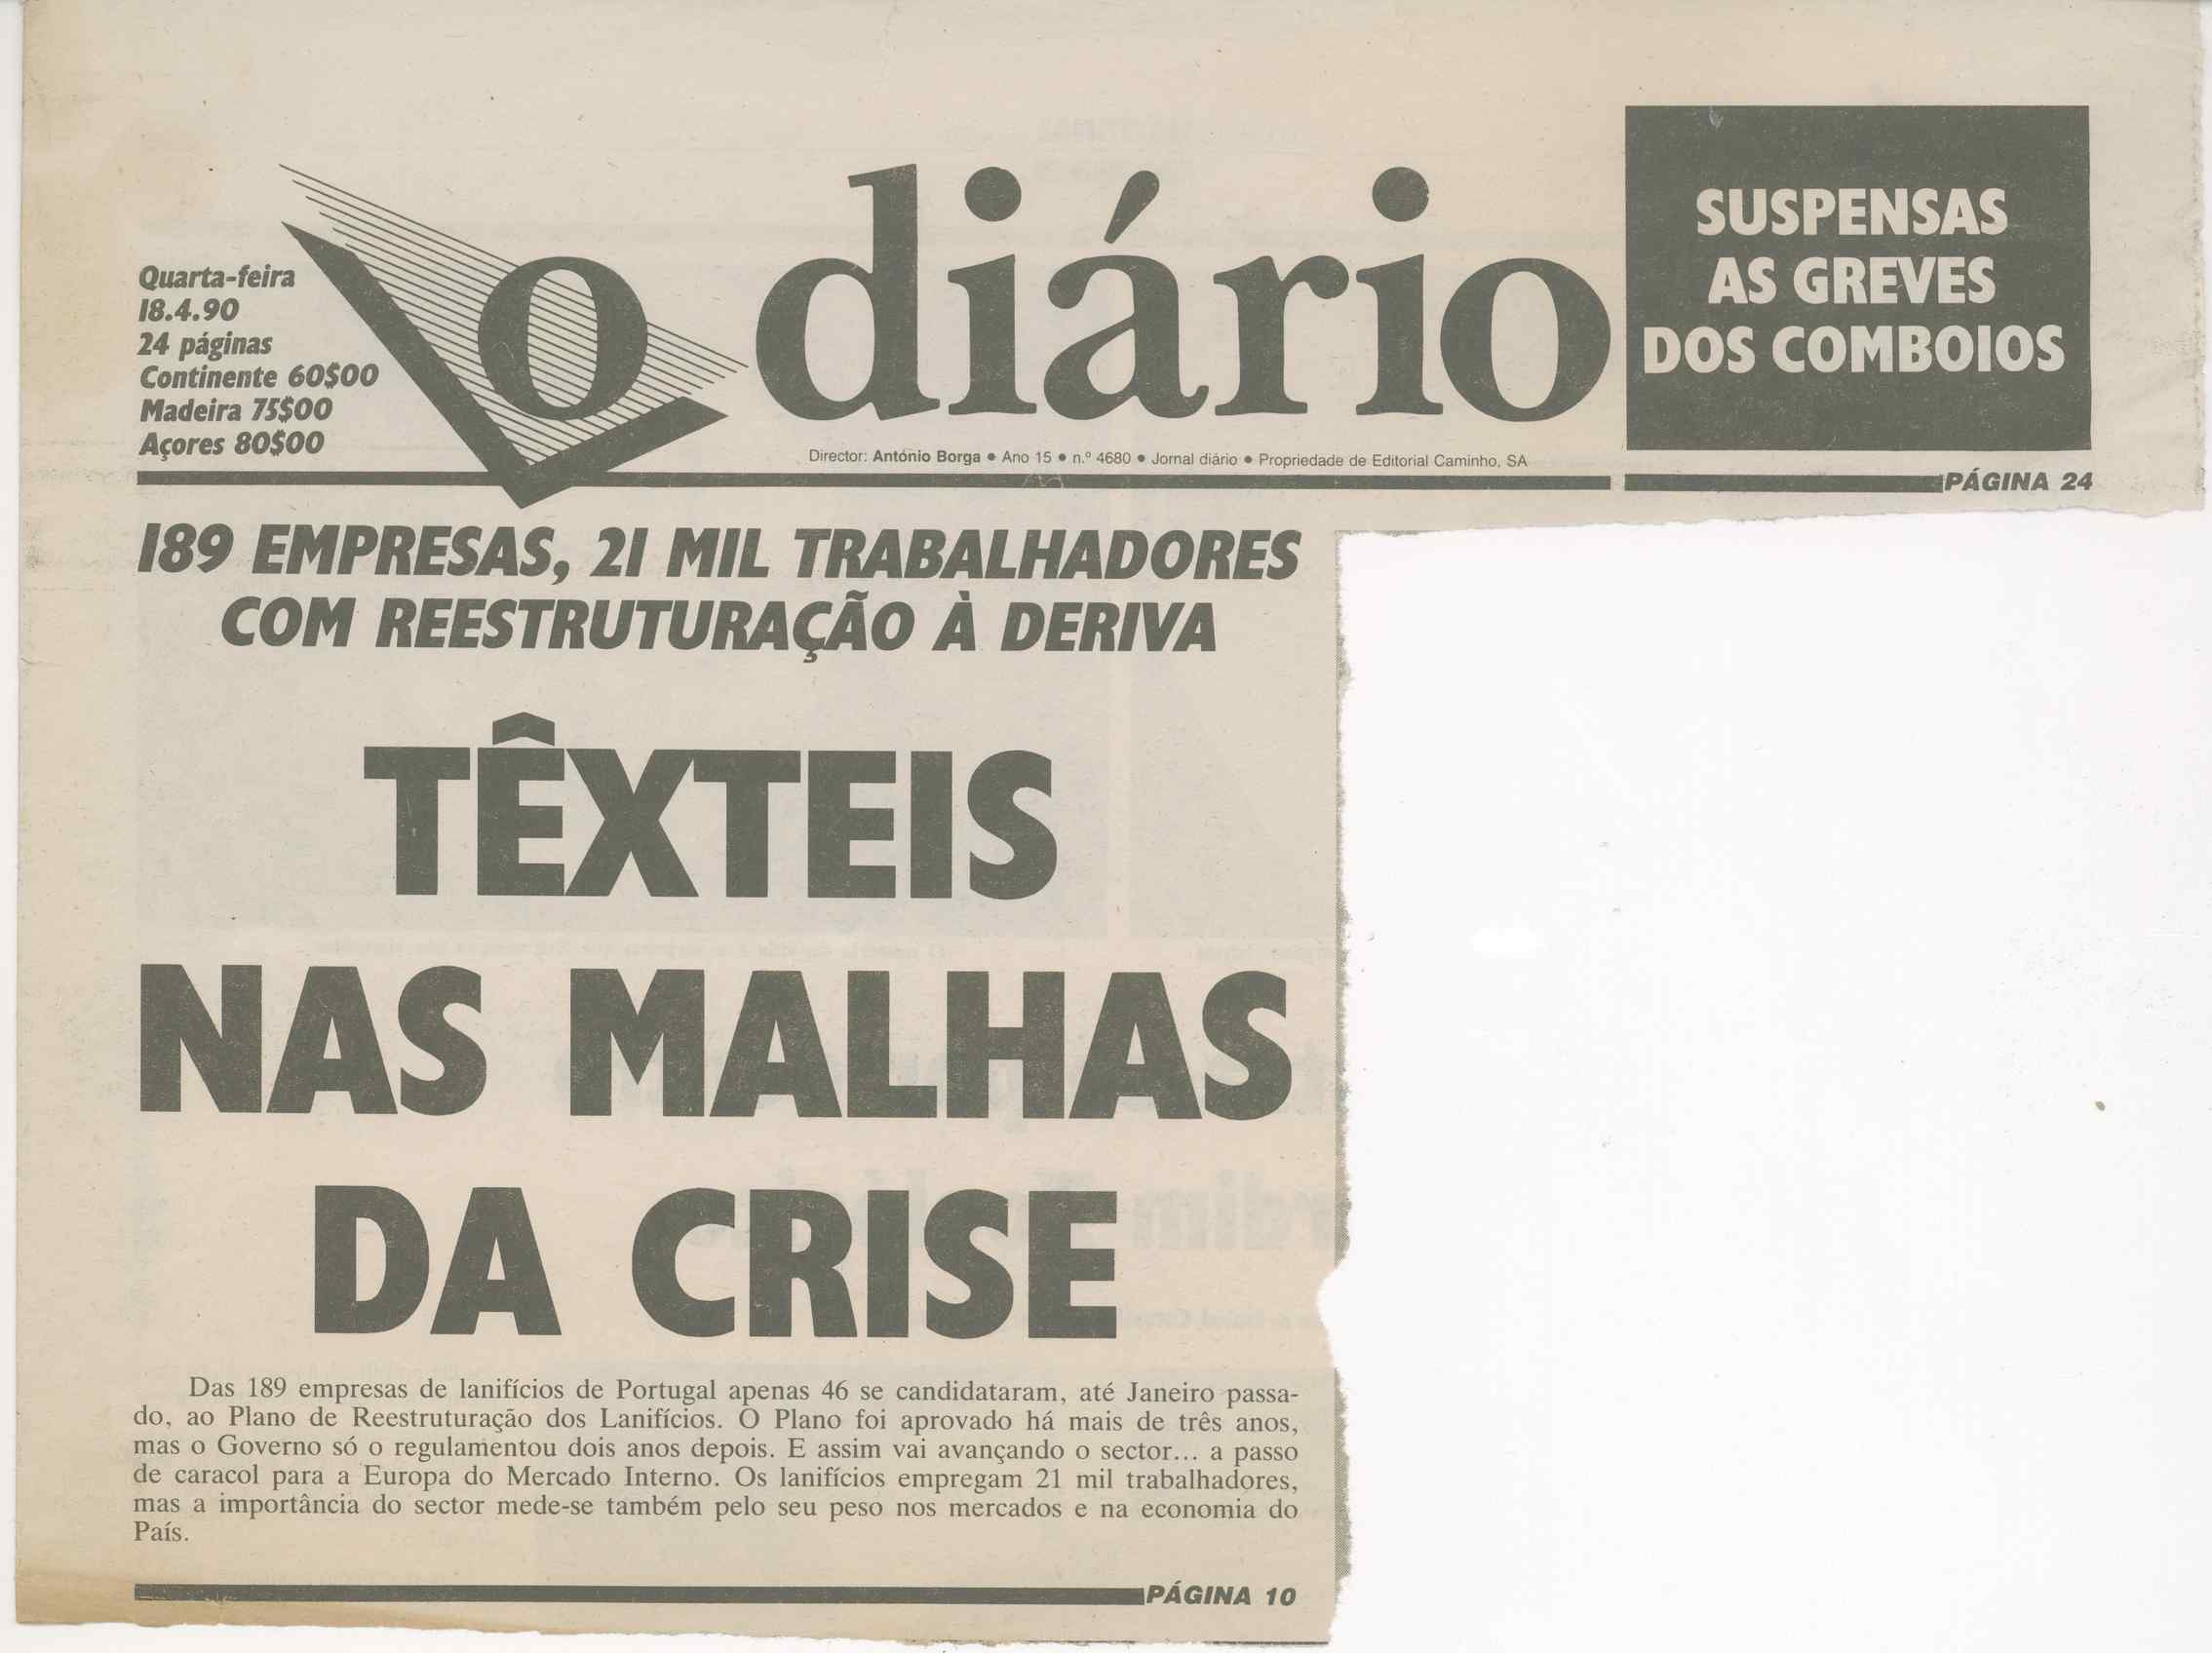 Quarta-feira
18.4.90
24 páginas
Continente 60$00
Madeira 75$00
Açores 80$00
o diário
Director: António Borga • Ano 15 • n.º 4680 • Jornal diário • Propriedade de Editorial Caminho, SA
SUSPENSAS
AS GREVES
DOS COMBOIOS
PÁGINA 24
189 EMPRESAS, 21 MIL TRABALHADORES
COM REESTRUTURAÇÃO À DERIVA
TÊXTEIS
NAS MALHAS
DA CRISE
Das 189 empresas de lanifícios de Portugal apenas 46 se candidataram, até Janeiro passa-
do, ao Plano de Reestruturação dos Lanifícios. O Plano foi aprovado há mais de três anos,
mas o Governo só o regulamentou dois anos depois. E assim vai avançando o sector... a passo
de caracol para a Europa do Mercado Interno. Os lanifícios empregam 21 mil trabalhadores,
mas a importância do sector mede-se também pelo seu peso nos mercados e na economia do
País.
PÁGINA 10